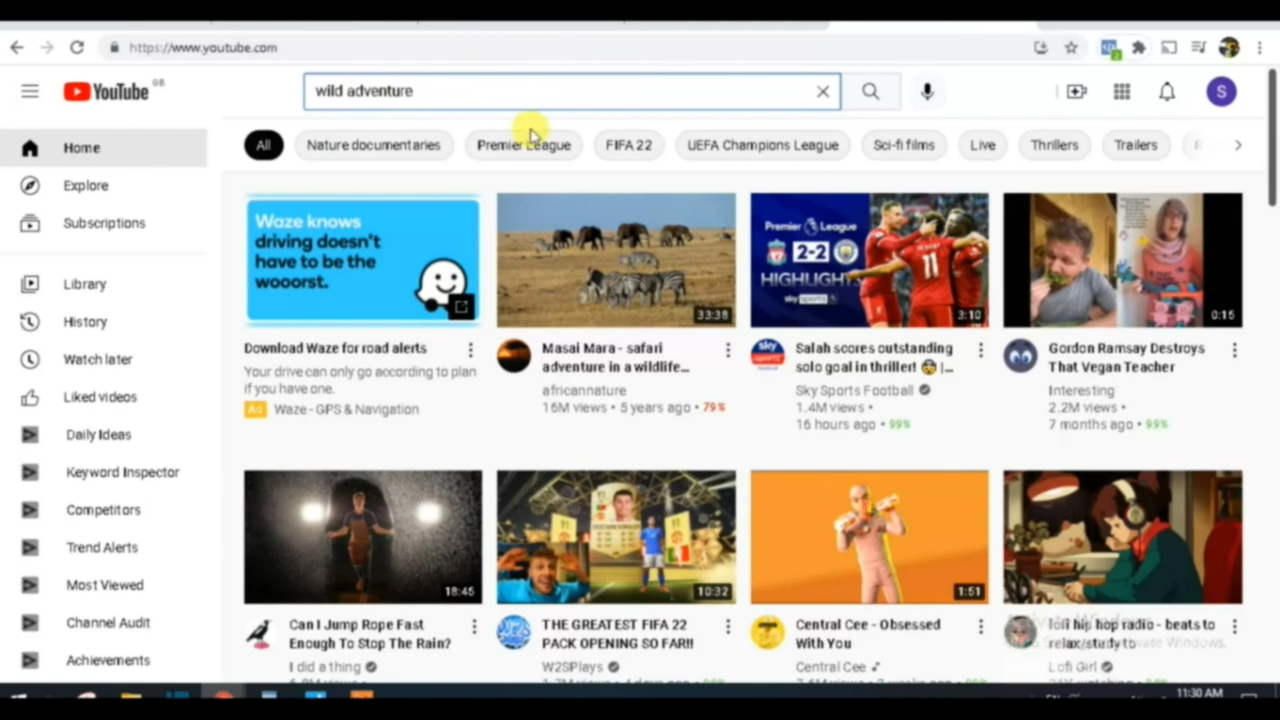 https://www.youtube.com
YouTube GB
wild adventure
S
Home
Explore
Subscriptions
Library
History
Watch later
Liked videos
Daily Ideas
Keyword Inspector
Competitors
Trend Alerts
Most Viewed
Channel Audit
Achievements
All
Nature documentaries
Premier League
FIFA 22
UEFA Champions League
Sci-fi films
Live
Thrillers
Trailers
Waze knows
driving doesn't
have to be the
wooorst.
Download Waze for road alerts
Your drive can only go according to plan
if you have one.
Ad Waze - GPS & Navigation
33:38
Masai Mara - safari
adventure in a wildlife...
africannature
16M views • 5 years ago • 79%
Premier League
2-2
HIGHLIGHTS
sky sports
3:10
11
sky sports
Salah scores outstanding
solo goal in thriller! 😨 |...
Sky Sports Football
1.4M views •
16 hours ago • 99%
0:15
Gordon Ramsay Destroys
That Vegan Teacher
Interesting
2.2M views •
7 months ago • 99%
18:45
Can I Jump Rope Fast
Enough To Stop The Rain?
I did a thing
91
91
10:32
THE GREATEST FIFA 22
PACK OPENING SO FAR!!
W2SPlays
1:51
Central Cee - Obsessed
With You
Central Cee
lofi hip hop radio - beats to
relax/study to
Lofi Girl
11:30 AM